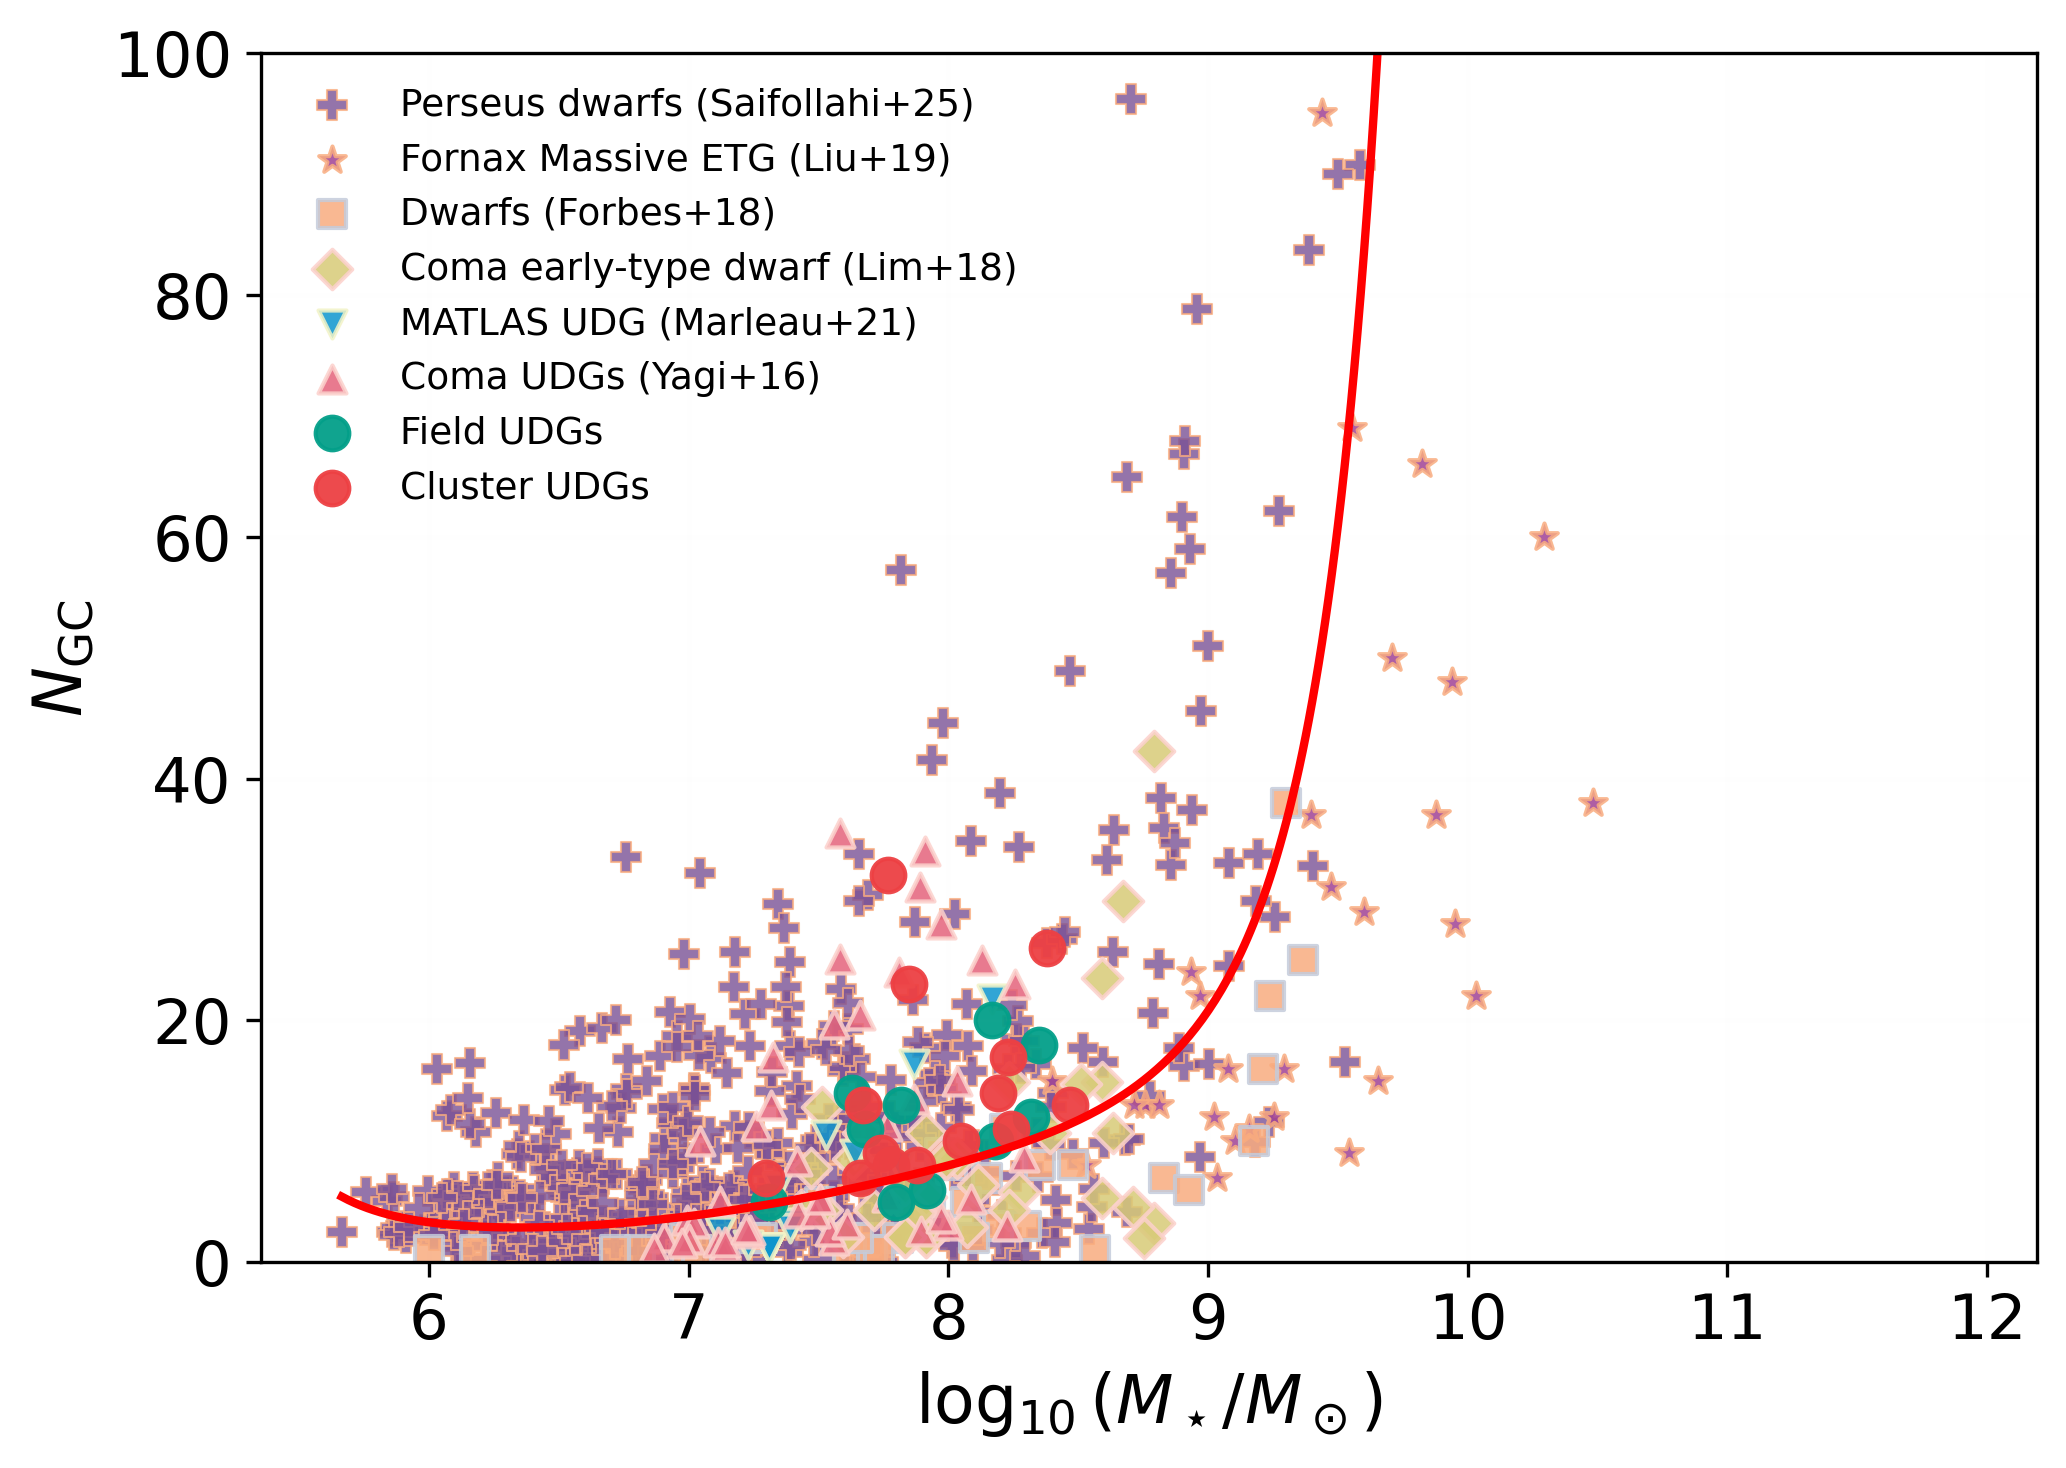 100
80
60
40
20
0
N_GC
Perseus dwarfs (Saifollahi+25)
Fornax Massive ETG (Liu+19)
Dwarfs (Forbes+18)
Coma early-type dwarf (Lim+18)
MATLAS UDG (Marleau+21)
Coma UDGs (Yagi+16)
Field UDGs
Cluster UDGs
6 7 8 9 10 11 12
log₁₀(M⋆/M⊙)